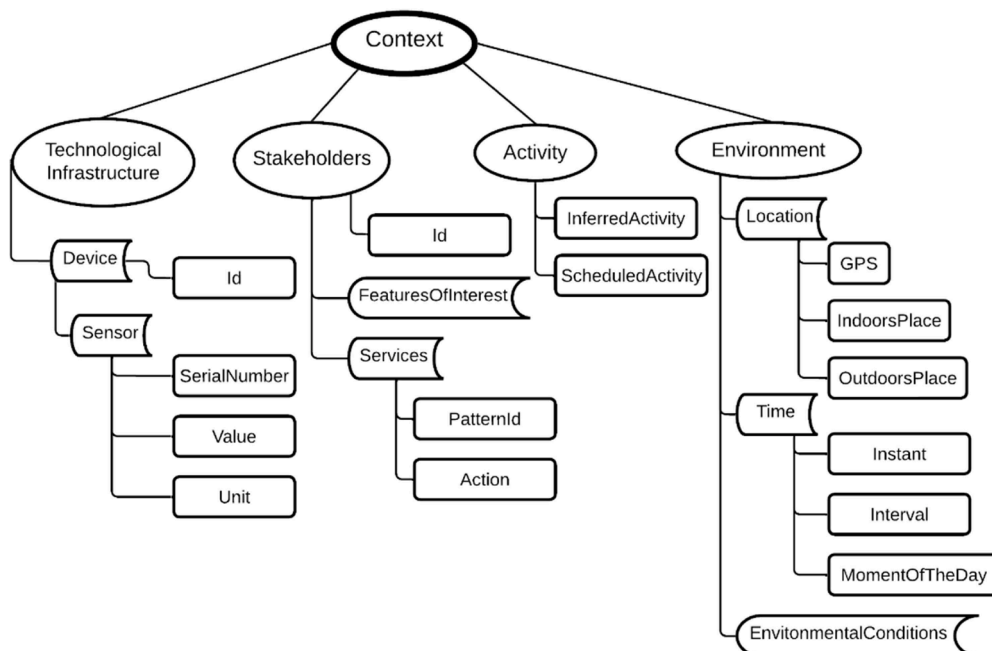 Context
Technological
Infrastructure
Stakeholders
Activity
Environment
Device
Id
Sensor
SerialNumber
Value
Unit
Id
FeaturesOfInterest
Services
PatternId
Action
InferredActivity
ScheduledActivity
Location
GPS
IndoorsPlace
OutdoorsPlace
Time
Instant
Interval
MomentOfTheDay
EnvitonmentalConditions